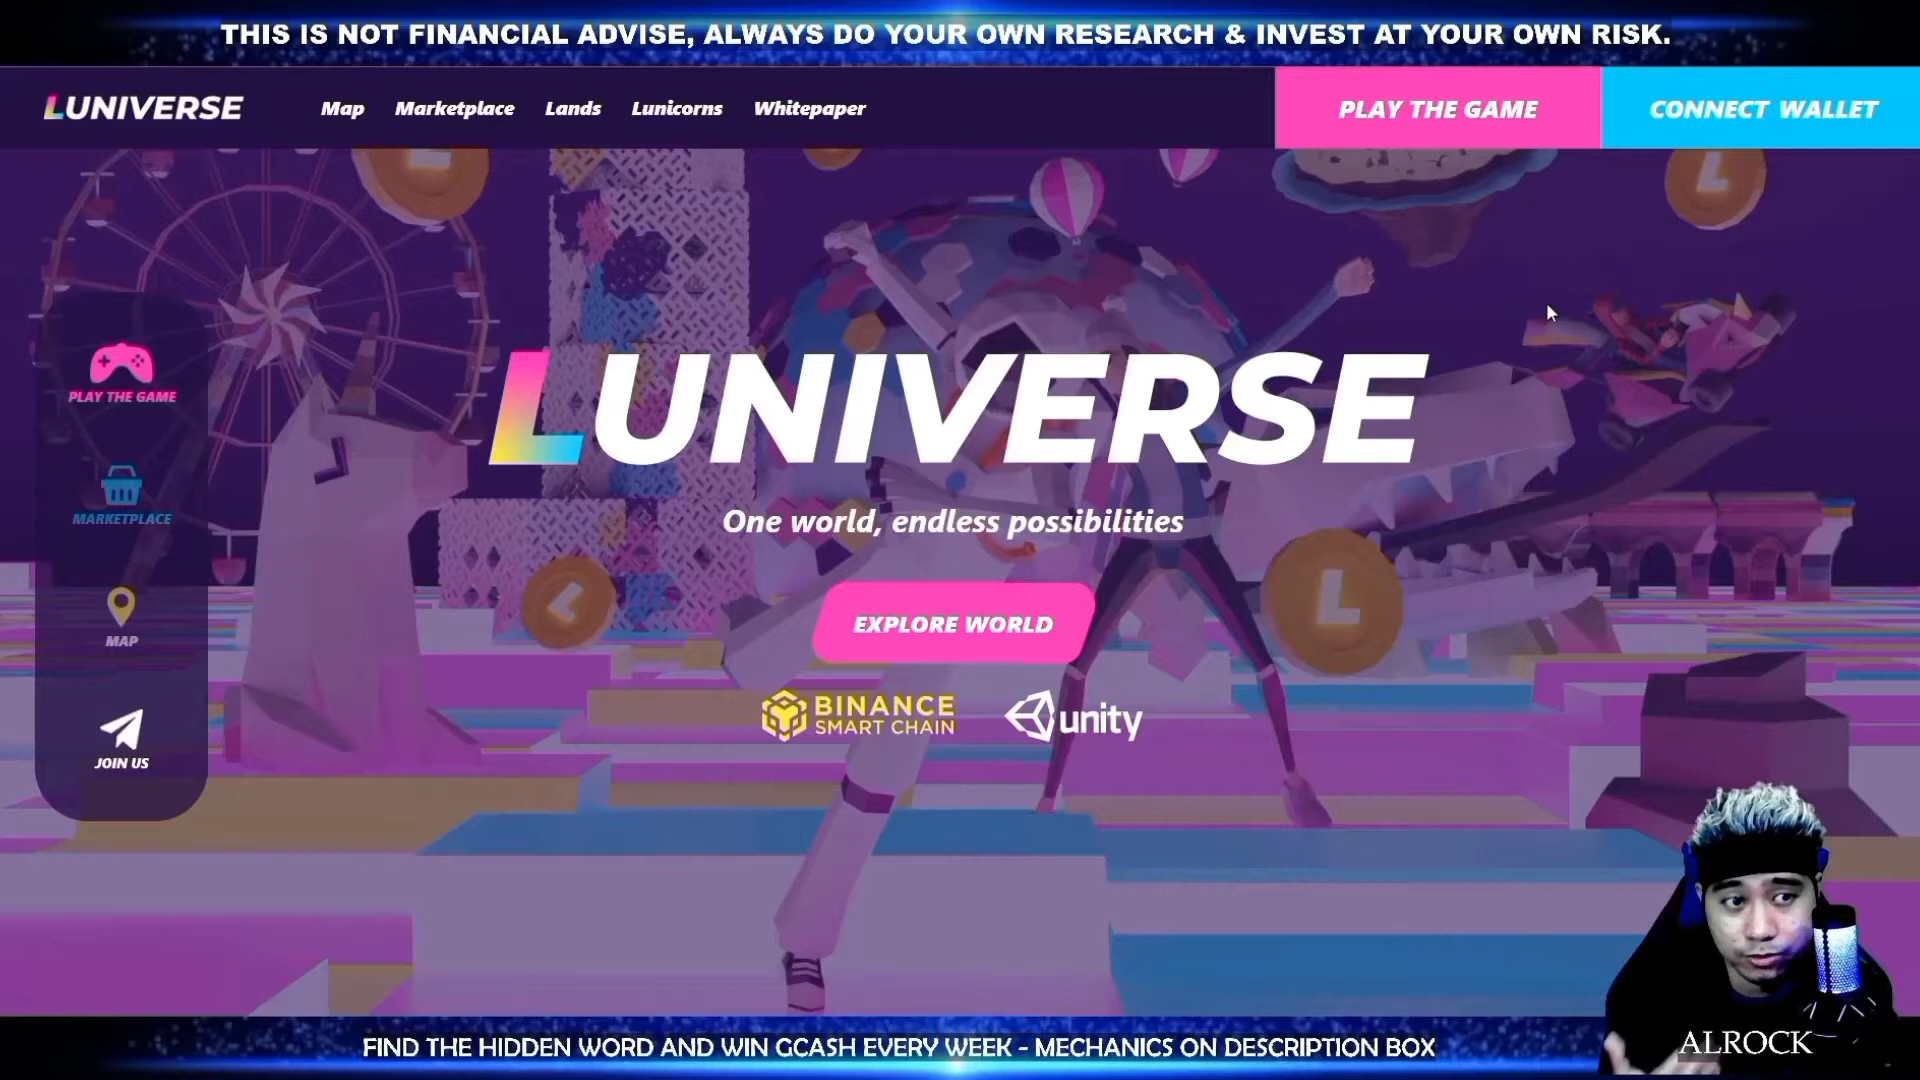 THIS IS NOT FINANCIAL ADVISE, ALWAYS DO YOUR OWN RESEARCH & INVEST AT YOUR OWN RISK.
LUNIVERSE
Map
Marketplace
Lands
Lunicorns
Whitepaper
PLAY THE GAME
CONNECT WALLET
L
L
PLAY THE GAME
MARKETPLACE
MAP
JOIN US
LUNIVERSE
One world, endless possibilities
L
L
EXPLORE WORLD
BINANCE
SMART CHAIN
unity
ALROCK
FIND THE HIDDEN WORD AND WIN GCASH EVERY WEEK - MECHANICS ON DESCRIPTION BOX